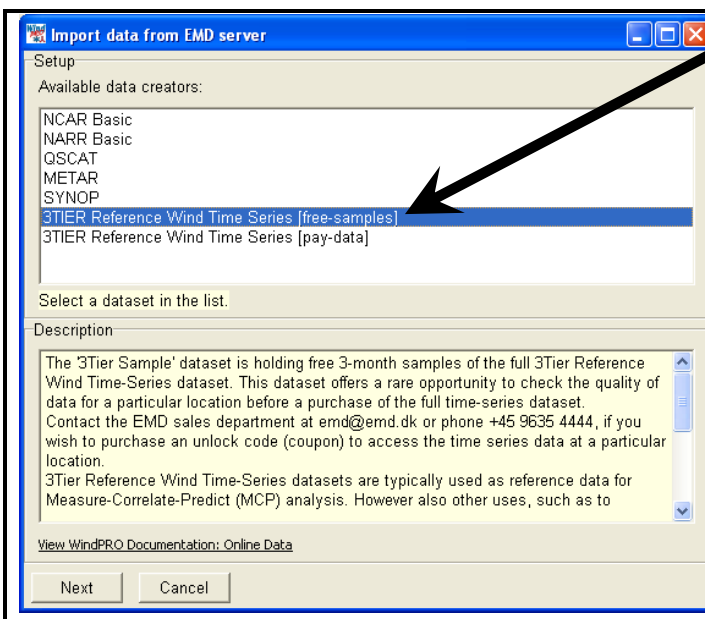 Import data from EMD server
Setup
Available data creators:
NCAR Basic
NARR Basic
QSCAT
METAR
SYNOP
3TIER Reference Wind Time Series [free-samples]
3TIER Reference Wind Time Series [pay-data]
Select a dataset in the list.
Description
The '3Tier Sample' dataset is holding free 3-month samples of the full 3Tier Reference
Wind Time-Series dataset. This dataset offers a rare opportunity to check the quality of
data for a particular location before a purchase of the full time-series dataset.
Contact the EMD sales department at emd@emd.dk or phone +45 9635 4444, if you
wish to purchase an unlock code (coupon) to access the time series data at a particular
location.
3Tier Reference Wind Time-Series datasets are typically used as reference data for
Measure-Correlate-Predict (MCP) analysis. However also other uses, such as to
View WindPRO Documentation: Online Data
Next Cancel